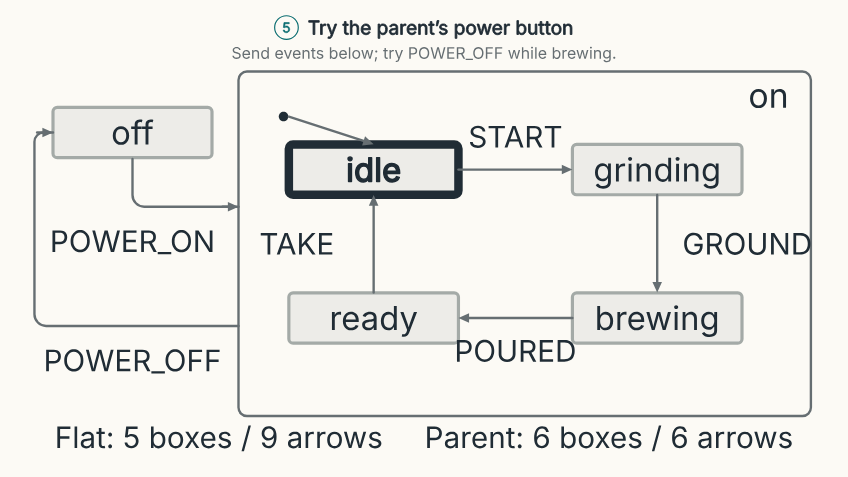 5 Try the parent’s power button
Send events below; try POWER_OFF while brewing.
on
off
START
idle
grinding
POWER_ON
TAKE
GROUND
ready
brewing
POURED
POWER_OFF
Flat: 5 boxes / 9 arrows
Parent: 6 boxes / 6 arrows